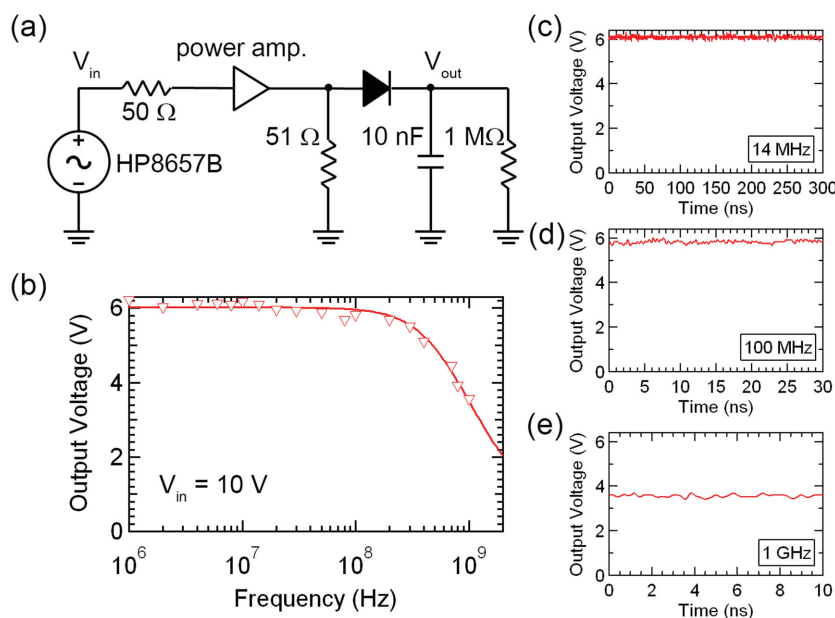 (a)
power amp.
V_in
V_out
50 Ω
51 Ω
10 nF
1 MΩ
HP8657B
(b)
Output Voltage (V)
6
4
2
0
V_in = 10 V
10^6
10^7
10^8
10^9
Frequency (Hz)
(c)
Output Voltage (V)
6
4
2
0
14 MHz
0 50 100 150 200 250 300
Time (ns)
(d)
Output Voltage (V)
6
4
2
0
100 MHz
0 5 10 15 20 25 30
Time (ns)
(e)
Output Voltage (V)
6
4
2
0
1 GHz
0 2 4 6 8 10
Time (ns)